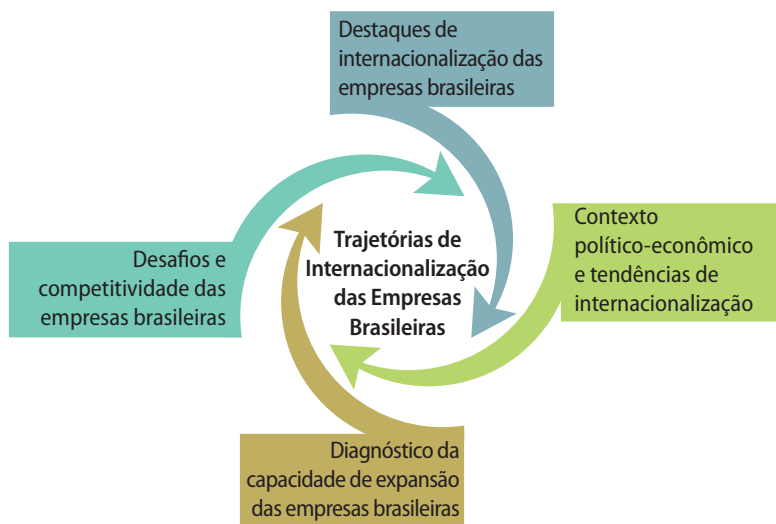 Destaques de
internacionalização das
empresas brasileiras
Contexto
político-econômico
e tendências de
internacionalização
Trajetórias de
Internacionalização
das Empresas
Brasileiras
Desafios e
competitividade das
empresas brasileiras
Diagnóstico da
capacidade de expansão
das empresas brasileiras